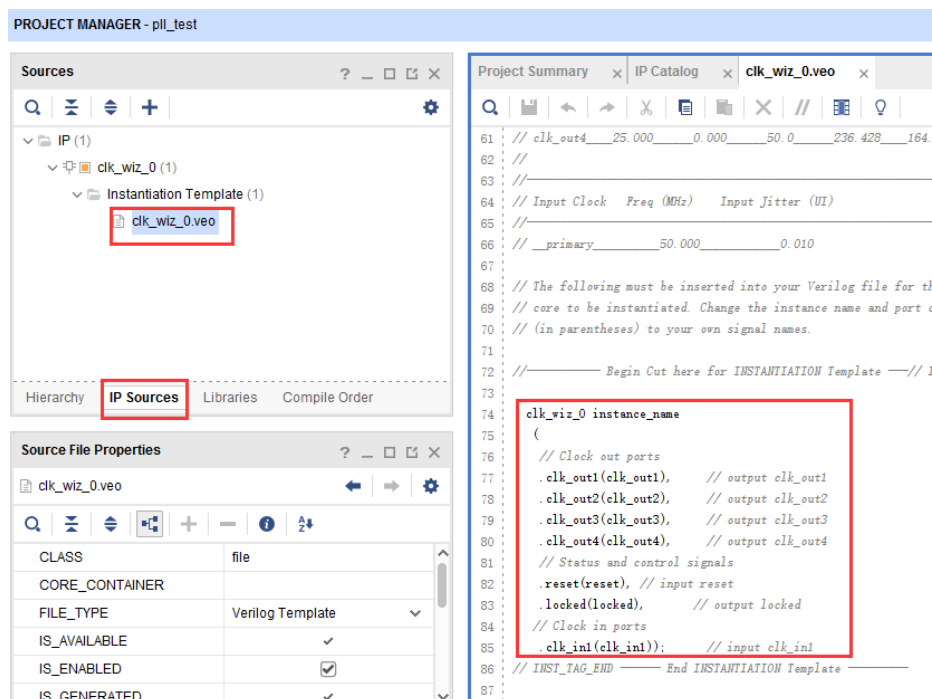 PROJECT MANAGER - pll_test
Sources
IP (1)
clk_wiz_0 (1)
Instantiation Template (1)
clk_wiz_0.veo
Hierarchy IP Sources Libraries Compile Order
Source File Properties
clk_wiz_0.veo
CLASS file
CORE_CONTAINER
FILE_TYPE Verilog Template
IS_AVAILABLE
IS_ENABLED
IS_GENERATED
Project Summary IP Catalog clk_wiz_0.veo
61 // clk_out4____25.000______0.000______50.0______236.428____164.
62 //
63 //
64 // Input Clock Freq (MHz) Input Jitter (UI)
65 //
66 // __primary__________50.000____________0.010
67
68 // The following must be inserted into your Verilog file for
69 // core to be instantiated. Change the instance name and port
70 // (in parentheses) to your own signal names.
71
72 //---------- Begin Cut here for INSTANTIATION Template ---//
73
74 clk_wiz_0 instance_name
75 (
76 // Clock out ports
77 .clk_out1(clk_out1), // output clk_out1
78 .clk_out2(clk_out2), // output clk_out2
79 .clk_out3(clk_out3), // output clk_out3
80 .clk_out4(clk_out4), // output clk_out4
81 // Status and control signals
82 .reset(reset), // input reset
83 .locked(locked), // output locked
84 // Clock in ports
85 .clk_in1(clk_in1)); // input clk_in1
86 // INST_TAG_END ------ End INSTANTIATION Template ---------
87